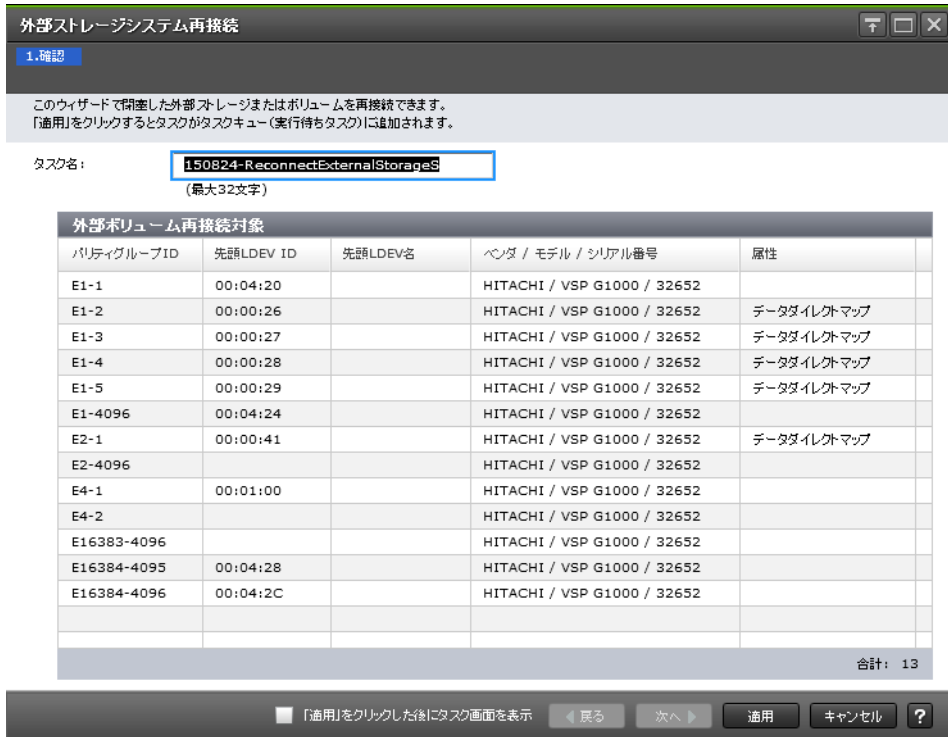 外部ストレージシステム再接続
1.確認
このウィザードで閉塞した外部ストレージまたはボリュームを再接続できます。
「適用」をクリックするとタスクがタスクキュー(実行待ちタスク)に追加されます。
タスク名: 150824-ReconnectExternalStorageS
(最大32文字)
外部ボリューム再接続対象
パリティグループID 先頭LDEV ID 先頭LDEV名 ベンダ / モデル / シリアル番号 属性
E1-1 00:04:20 HITACHI / VSP G1000 / 32652
E1-2 00:00:26 HITACHI / VSP G1000 / 32652 データダイレクトマップ
E1-3 00:00:27 HITACHI / VSP G1000 / 32652 データダイレクトマップ
E1-4 00:00:28 HITACHI / VSP G1000 / 32652 データダイレクトマップ
E1-5 00:00:29 HITACHI / VSP G1000 / 32652 データダイレクトマップ
E1-4096 00:04:24 HITACHI / VSP G1000 / 32652
E2-1 00:00:41 HITACHI / VSP G1000 / 32652 データダイレクトマップ
E2-4096 HITACHI / VSP G1000 / 32652
E4-1 00:01:00 HITACHI / VSP G1000 / 32652
E4-2 HITACHI / VSP G1000 / 32652
E16383-4096 HITACHI / VSP G1000 / 32652
E16384-4095 00:04:28 HITACHI / VSP G1000 / 32652
E16384-4096 00:04:2C HITACHI / VSP G1000 / 32652
合計: 13
「適用」をクリックした後にタスク画面を表示 ◀ 戻る 次へ ▶ 適用 キャンセル ?